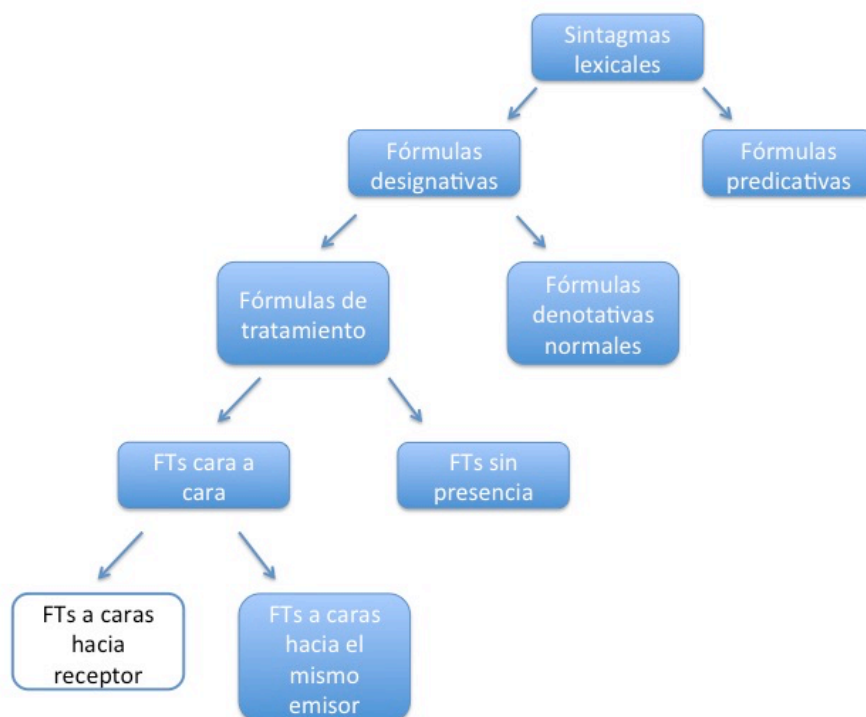 Sintagmas
lexicales
Fórmulas
designativas
Fórmulas
predicativas
Fórmulas de
tratamiento
Fórmulas
denotativas
normales
FTs cara a
cara
FTs sin
presencia
FTs a caras
hacia
receptor
FTs a caras
hacia el
mismo
emisor